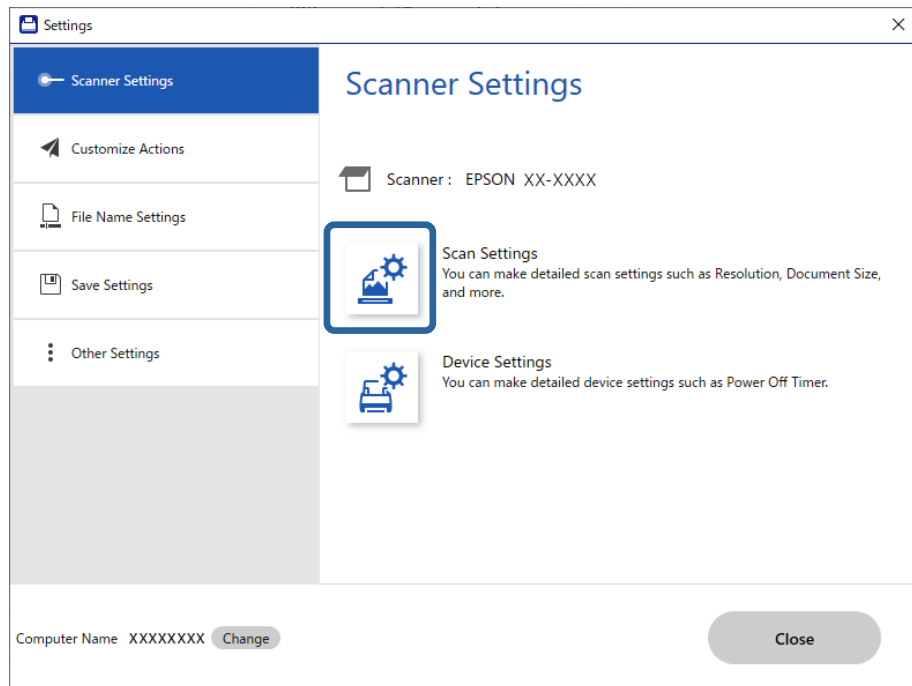 Settings
Scanner Settings
Customize Actions
File Name Settings
Save Settings
Other Settings
Scanner Settings
Scanner : EPSON XX-XXXX
Scan Settings
You can make detailed scan settings such as Resolution, Document Size,
and more.
Device Settings
You can make detailed device settings such as Power Off Timer.
Computer Name XXXXXXXX Change
Close